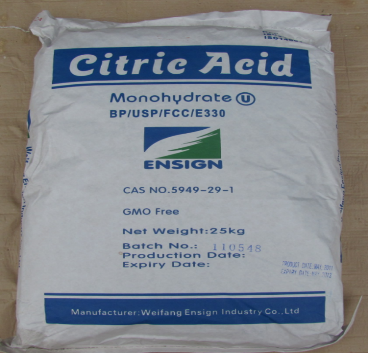 Citric Acid
Monohydrate U
BP/USP/FCC/E330
ENSIGN
CAS NO.5949-29-1
GMO Free
Net Weight:25kg
Batch No.: 110548
Production Date:
Expiry Date:
Manufacturer:Weifang Ensign Industry Co.,Ltd